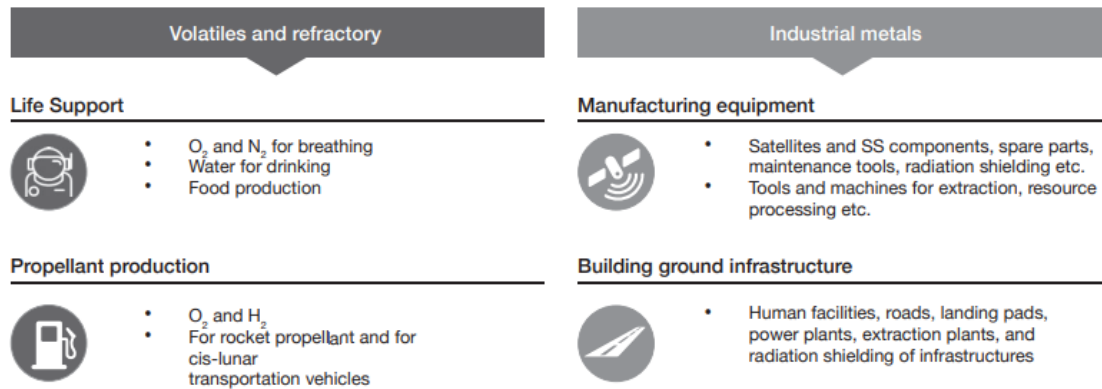 Volatiles and refractory
Life Support
• O₂ and N₂ for breathing
• Water for drinking
• Food production
Propellant production
• O₂ and H₂
• For rocket propellant and for
cis-lunar
transportation vehicles
Industrial metals
Manufacturing equipment
• Satellites and SS components, spare parts,
maintenance tools, radiation shielding etc.
• Tools and machines for extraction, resource
processing etc.
Building ground infrastructure
• Human facilities, roads, landing pads,
power plants, extraction plants, and
radiation shielding of infrastructures